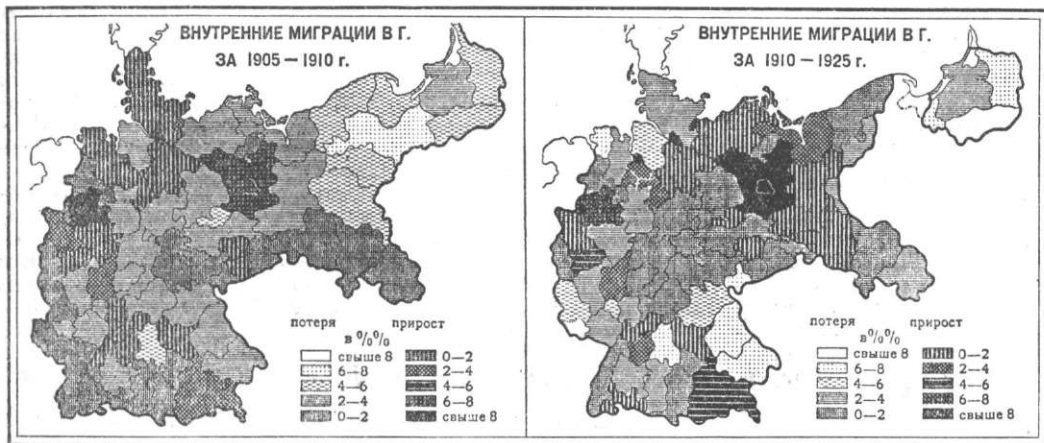 ВНУТРЕННИЕ МИГРАЦИИ В Г.
ЗА 1905 — 1910 г.
потеря прирост
в %%
свыше 8 0—2
6—8 2—4
4—6 4—6
2—4 6—8
0—2 свыше 8
ВНУТРЕННИЕ МИГРАЦИИ В Г.
ЗА 1910 — 1925 г.
потеря прирост
в %%
свыше 8 0—2
6—8 2—4
4—6 4—6
2—4 6—8
0—2 свыше 8